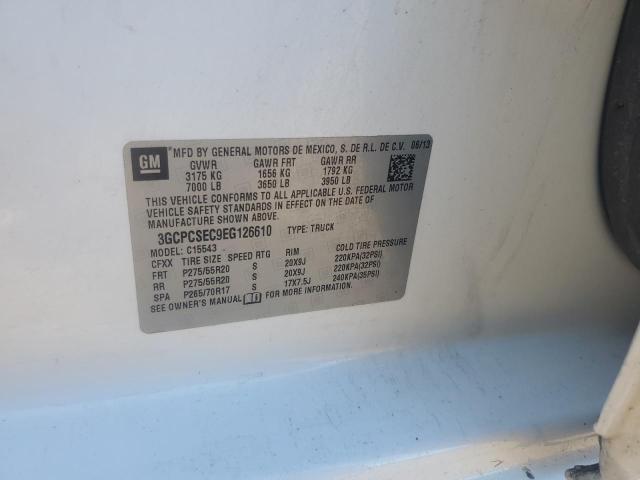 GM MFD BY GENERAL MOTORS DE MEXICO, S. DE R.L. DE C.V. 06/13
GVWR GAWR FRT GAWR RR
3175 KG 1656 KG 1792 KG
7000 LB 3650 LB 3950 LB
THIS VEHICLE CONFORMS TO ALL APPLICABLE U.S. FEDERAL MOTOR
VEHICLE SAFETY STANDARDS IN EFFECT ON THE DATE OF
MANUFACTURE SHOWN ABOVE.
3GCPCSEC9EG126610 TYPE: TRUCK
MODEL: C15543
CFXX TIRE SIZE SPEED RTG RIM COLD TIRE PRESSURE
FRT P275/55R20 S 20X9J 220KPA(32PSI)
RR P275/55R20 S 20X9J 220KPA(32PSI)
SPA P265/70R17 S 17X7.5J 240KPA(35PSI)
SEE OWNER'S MANUAL FOR MORE INFORMATION.